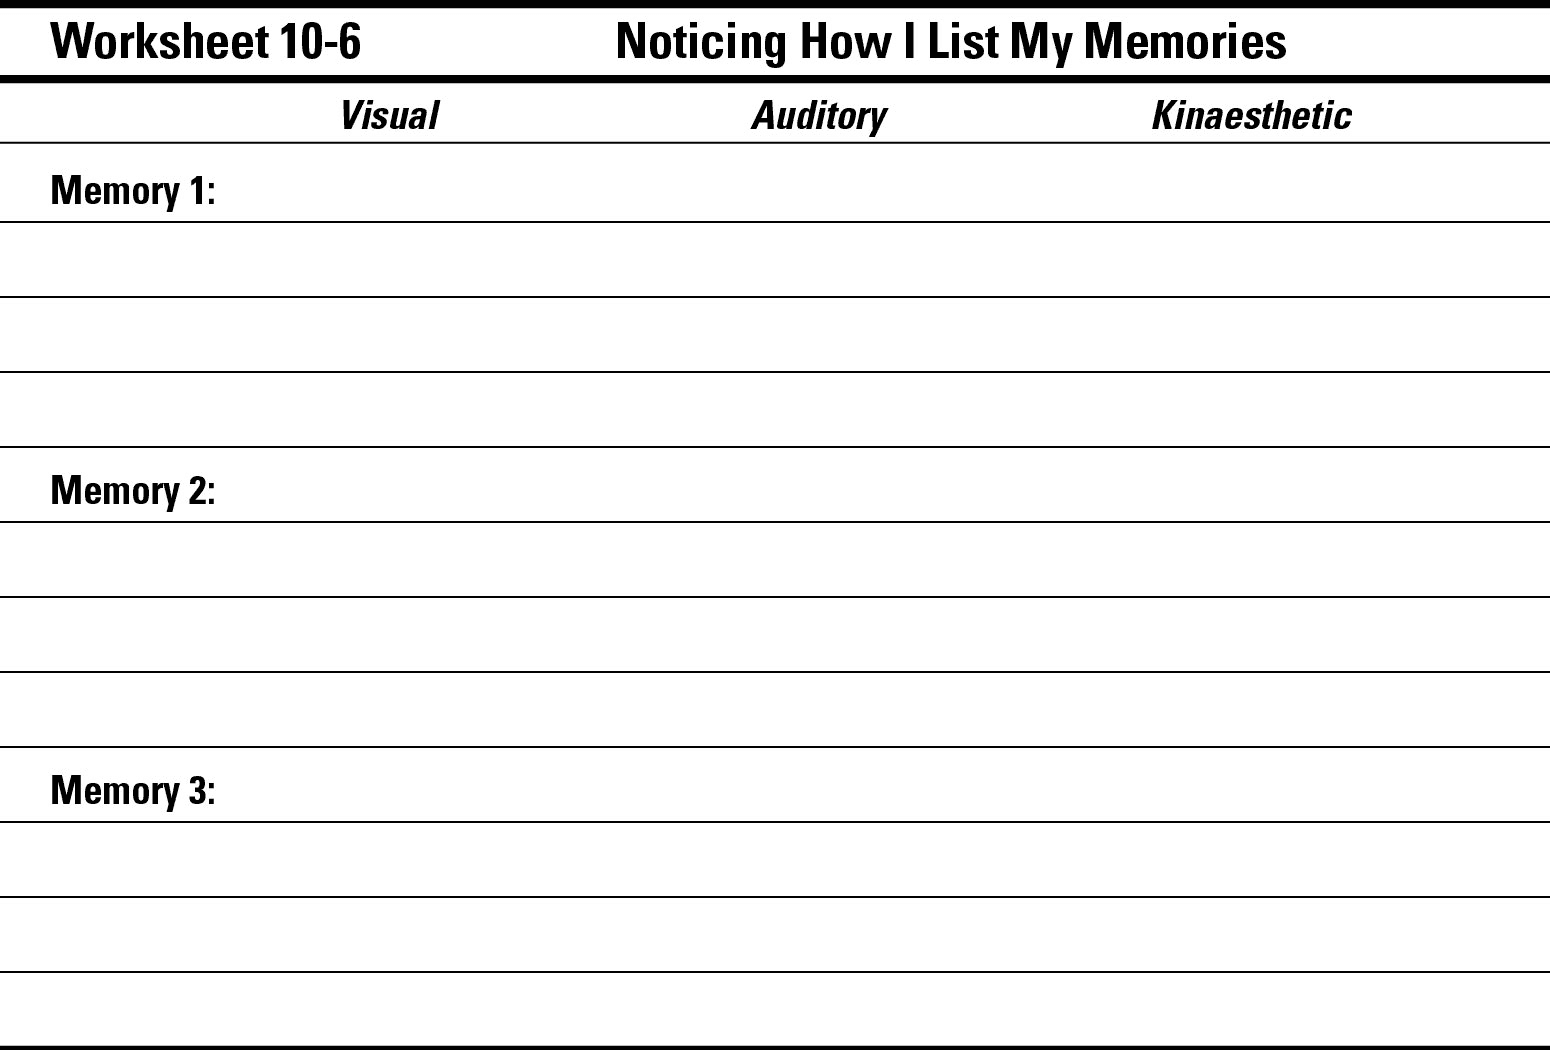 Worksheet 10-6 Noticing How I List My Memories
Visual Auditory Kinaesthetic
Memory 1:
Memory 2:
Memory 3: